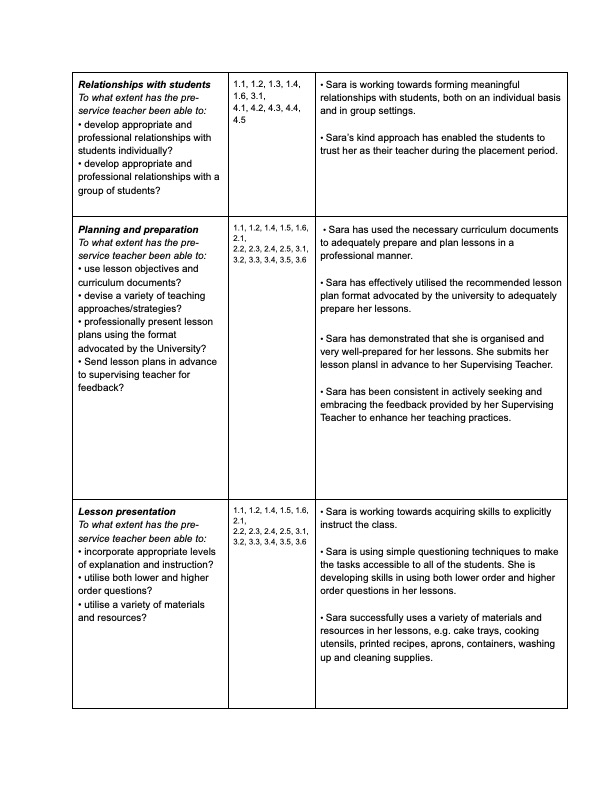 Relationships with students
To what extent has the pre-
service teacher been able to:
• develop appropriate and
professional relationships with
students individually?
• develop appropriate and
professional relationships with a
group of students?
1.1, 1.2, 1.3, 1.4,
1.6, 3.1,
4.1, 4.2, 4.3, 4.4,
4.5
• Sara is working towards forming meaningful
relationships with students, both on an individual basis
and in group settings.
• Sara's kind approach has enabled the students to
trust her as their teacher during the placement period.
Planning and preparation
To what extent has the pre-
service teacher been able to:
• use lesson objectives and
curriculum documents?
• devise a variety of teaching
approaches/strategies?
• professionally present lesson
plans using the format
advocated by the University?
• Send lesson plans in advance
to supervising teacher for
feedback?
1.1, 1.2, 1.4, 1.5, 1.6,
2.1,
2.2, 2.3, 2.4, 2.5, 3.1,
3.2, 3.3, 3.4, 3.5, 3.6
• Sara has used the necessary curriculum documents
to adequately prepare and plan lessons in a
professional manner.
• Sara has effectively utilised the recommended lesson
plan format advocated by the university to adequately
prepare her lessons.
• Sara has demonstrated that she is organised and
very well-prepared for her lessons. She submits her
lesson plansl in advance to her Supervising Teacher.
• Sara has been consistent in actively seeking and
embracing the feedback provided by her Supervising
Teacher to enhance her teaching practices.
Lesson presentation
To what extent has the pre-
service teacher been able to:
• incorporate appropriate levels
of explanation and instruction?
• utilise both lower and higher
order questions?
• utilise a variety of materials
and resources?
1.1, 1.2, 1.4, 1.5, 1.6,
2.1,
2.2, 2.3, 2.4, 2.5, 3.1,
3.2, 3.3, 3.4, 3.5, 3.6
• Sara is working towards acquiring skills to explicitly
instruct the class.
• Sara is using simple questioning techniques to make
the tasks accessible to all of the students. She is
developing skills in using both lower order and higher
order questions in her lessons.
• Sara successfully uses a variety of materials and
resources in her lessons, e.g. cake trays, cooking
utensils, printed recipes, aprons, containers, washing
up and cleaning supplies.